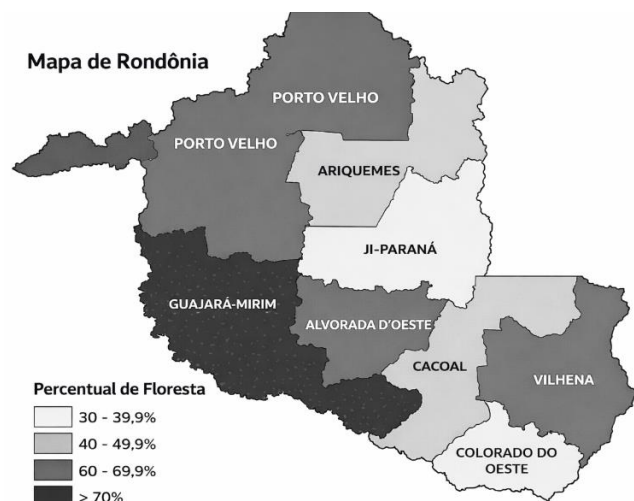 Mapa de Rondônia
PORTO VELHO
PORTO VELHO
ARIQUEMES
JI-PARANÁ
GUAJARÁ-MIRIM
ALVORADA D'OESTE
CACOAL
VILHENA
COLORADO DO
OESTE
Percentual de Floresta
30 - 39,9%
40 - 49,9%
60 - 69,9%
> 70%